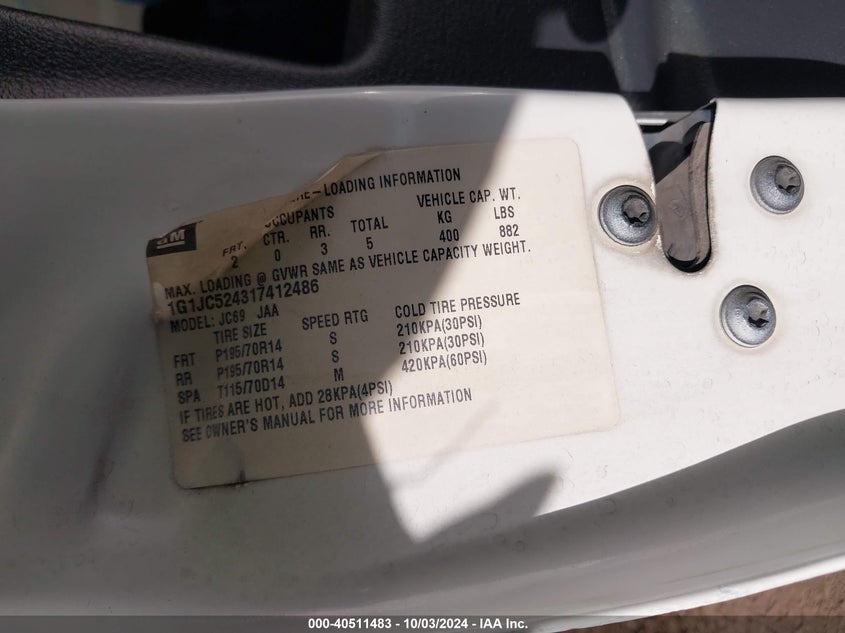 GM
TIRE–LOADING INFORMATION
OCCUPANTS VEHICLE CAP. WT.
FRT. CTR. RR. TOTAL KG LBS
2 0 3 5 400 882
MAX. LOADING @ GVWR SAME AS VEHICLE CAPACITY WEIGHT.
1G1JC524317412486
MODEL: JC69 JAA
TIRE SIZE SPEED RTG COLD TIRE PRESSURE
FRT P195/70R14 S 210KPA(30PSI)
RR P195/70R14 S 210KPA(30PSI)
SPA T115/70D14 M 420KPA(60PSI)
IF TIRES ARE HOT, ADD 28KPA(4PSI)
SEE OWNER'S MANUAL FOR MORE INFORMATION
000-40511483 - 10/03/2024 - IAA Inc.